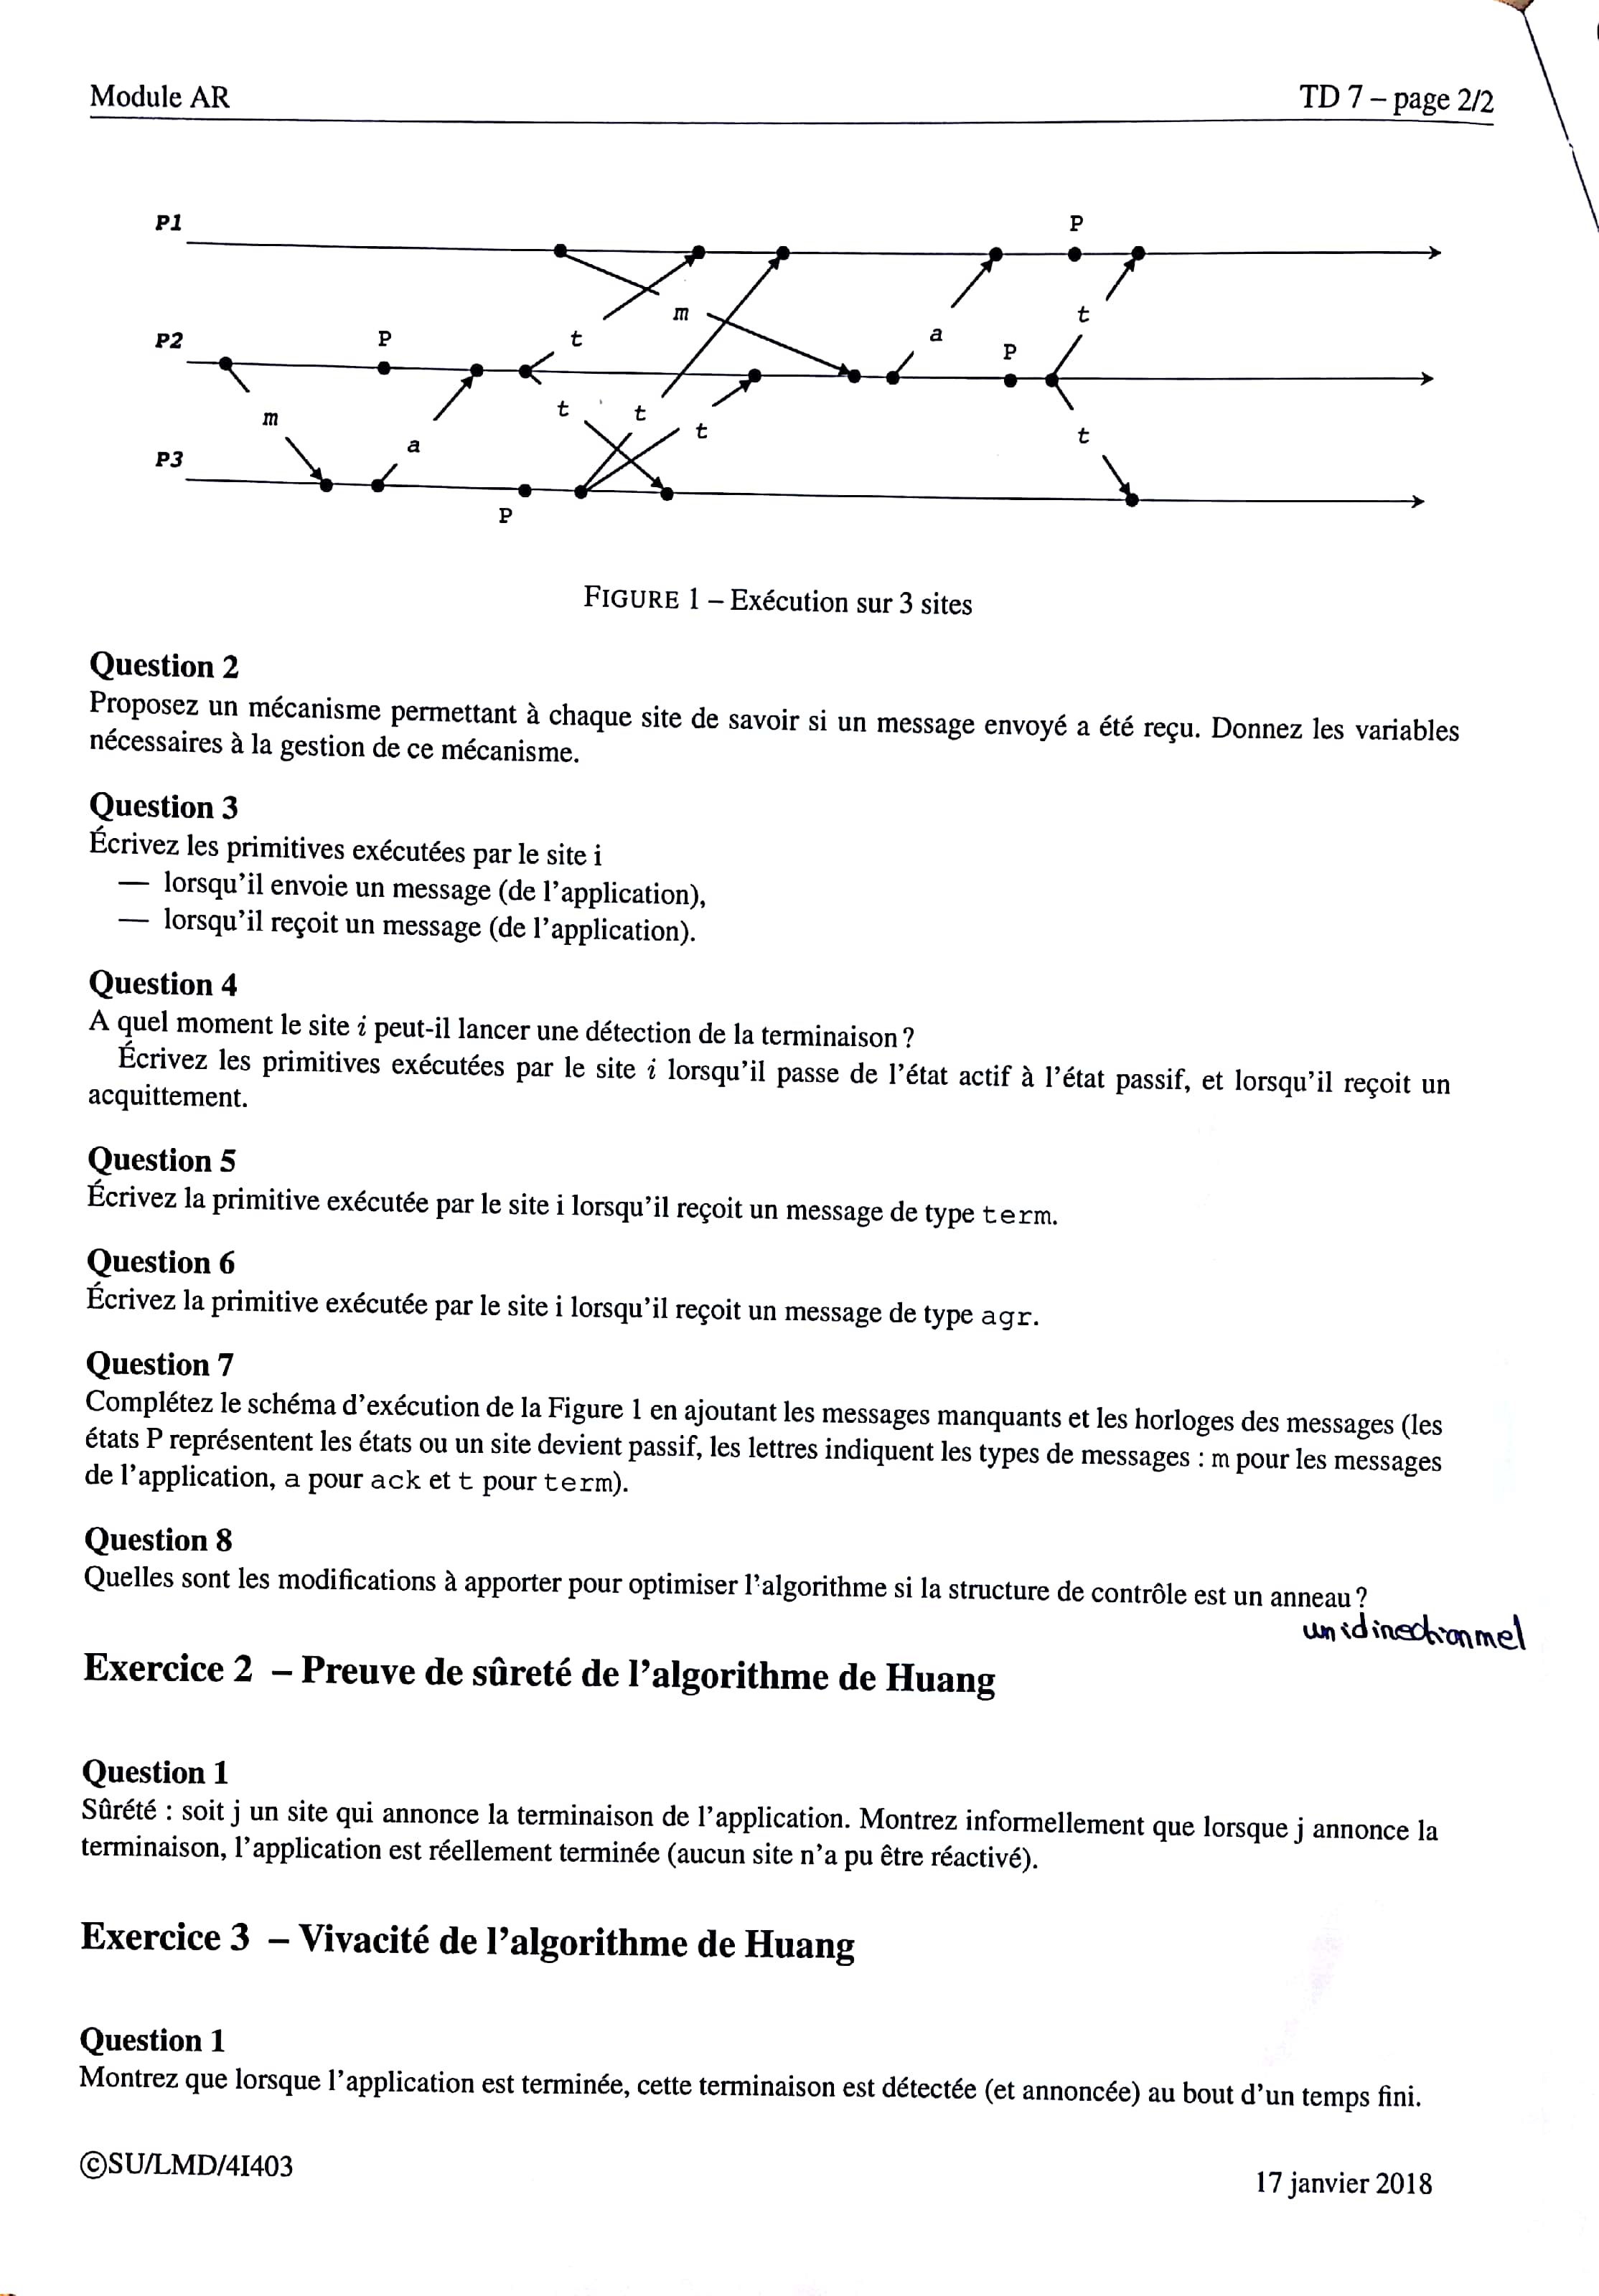 Module AR
TD 7 – page 2/2
P1
P
P2
P
t
m
a
P
t
m
t
t
t
t
P3
a
P
FIGURE 1 – Exécution sur 3 sites
Question 2
Proposez un mécanisme permettant à chaque site de savoir si un message envoyé a été reçu. Donnez les variables
nécessaires à la gestion de ce mécanisme.
Question 3
Écrivez les primitives exécutées par le site i
— lorsqu'il envoie un message (de l'application),
— lorsqu'il reçoit un message (de l'application).
Question 4
A quel moment le site i peut-il lancer une détection de la terminaison ?
Écrivez les primitives exécutées par le site i lorsqu'il passe de l'état actif à l'état passif, et lorsqu'il reçoit un
acquittement.
Question 5
Écrivez la primitive exécutée par le site i lorsqu'il reçoit un message de type term.
Question 6
Écrivez la primitive exécutée par le site i lorsqu'il reçoit un message de type agr.
Question 7
Complétez le schéma d'exécution de la Figure 1 en ajoutant les messages manquants et les horloges des messages (les
états P représentent les états ou un site devient passif, les lettres indiquent les types de messages : m pour les messages
de l'application, a pour ack et t pour term).
Question 8
Quelles sont les modifications à apporter pour optimiser l'algorithme si la structure de contrôle est un anneau ?
unidirectionnel
Exercice 2 – Preuve de sûreté de l'algorithme de Huang
Question 1
Sûrété : soit j un site qui annonce la terminaison de l'application. Montrez informellement que lorsque j annonce la
terminaison, l'application est réellement terminée (aucun site n'a pu être réactivé).
Exercice 3 – Vivacité de l'algorithme de Huang
Question 1
Montrez que lorsque l'application est terminée, cette terminaison est détectée (et annoncée) au bout d'un temps fini.
©SU/LMD/4I403
17 janvier 2018